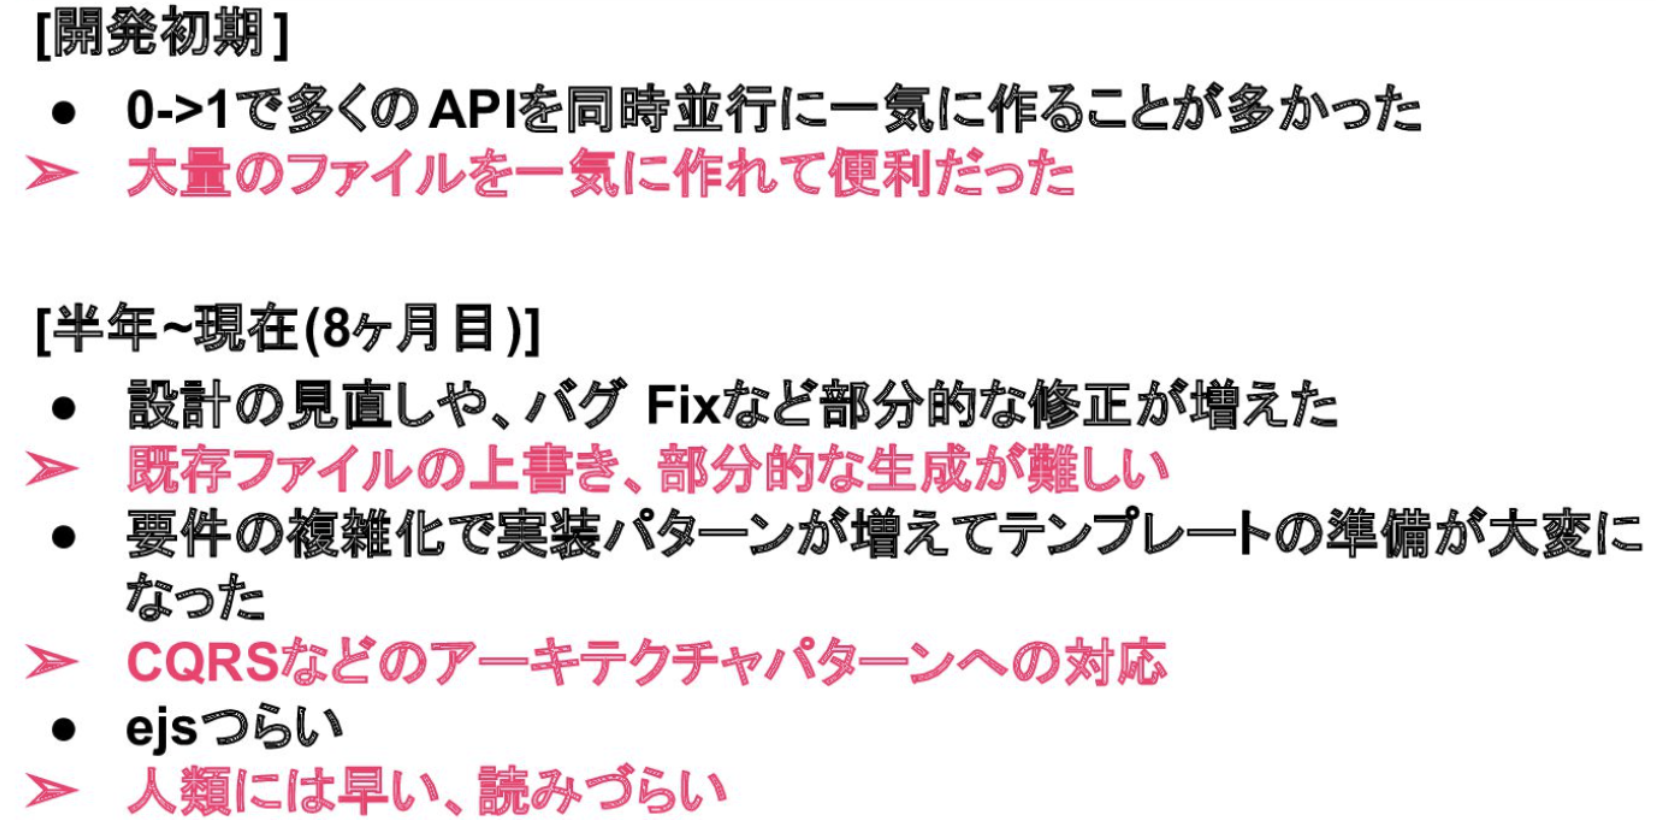 [開発初期]
● 0->1で多くのAPIを同時並行に一気に作ることが多かった
➢ 大量のファイルを一気に作れて便利だった
[半年~現在(8ヶ月目)]
● 設計の見直しや、バグFixなど部分的な修正が増えた
➢ 既存ファイルの上書き、部分的な生成が難しい
● 要件の複雑化で実装パターンが増えてテンプレートの準備が大変に
なった
➢ CQRSなどのアーキテクチャパターンへの対応
● ejsつらい
➢ 人類には早い、読みづらい